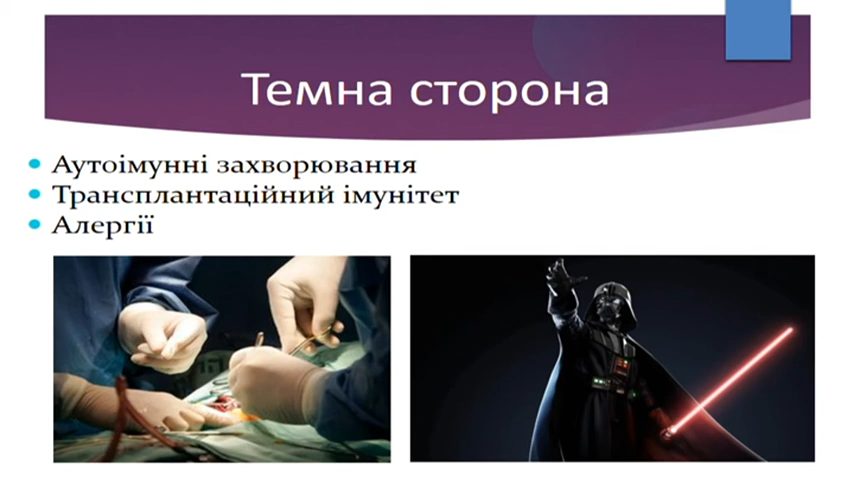 Темна сторона
Аутоімунні захворювання
Трансплантаційний імунітет
Алергії